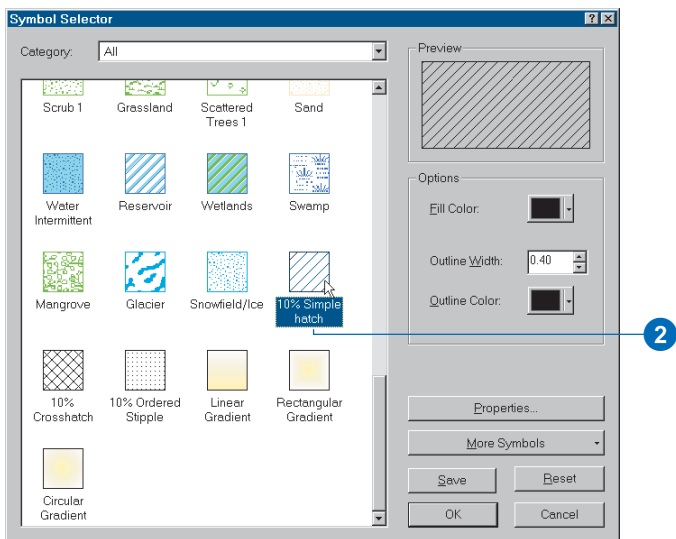 Symbol Selector
Category: All
Scrub 1 Grassland Scattered Trees 1 Sand
Water Intermittent Reservoir Wetlands Swamp
Mangrove Glacier Snowfield/Ice 10% Simple hatch
10% Crosshatch 10% Ordered Stipple Linear Gradient Rectangular Gradient
Circular Gradient
Preview
Options
Fill Color:
Outline Width: 0.40
Outline Color:
2
Properties...
More Symbols
Save Reset
OK Cancel